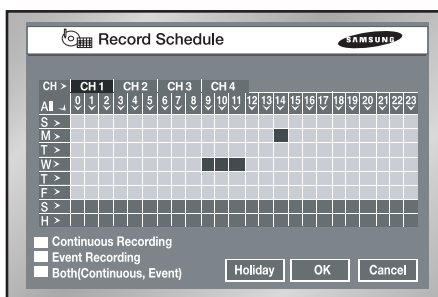 Record Schedule
SAMSUNG
CH > CH 1 CH 2 CH 3 CH 4
All 0 1 2 3 4 5 6 7 8 9 10 11 12 13 14 15 16 17 18 19 20 21 22 23
S >
M >
T >
W >
T >
F >
S >
H >
Continuous Recording
Event Recording
Both(Continuous, Event)
Holiday OK Cancel